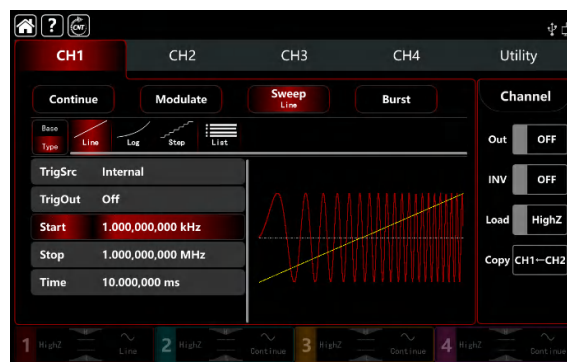 ? CNT
CH1 CH2 CH3 CH4 Utility
Continue Modulate Sweep Burst
Line
Channel
Base
Type Line Log Step List
Out OFF
TrigSrc Internal
INV OFF
TrigOut Off
Start 1.000,000,000 kHz
Load HighZ
Stop 1.000,000,000 MHz
Copy CH1←CH2
Time 10.000,000 ms
1 HighZ Line 2 HighZ Continue 3 HighZ Continue 4 HighZ Continue